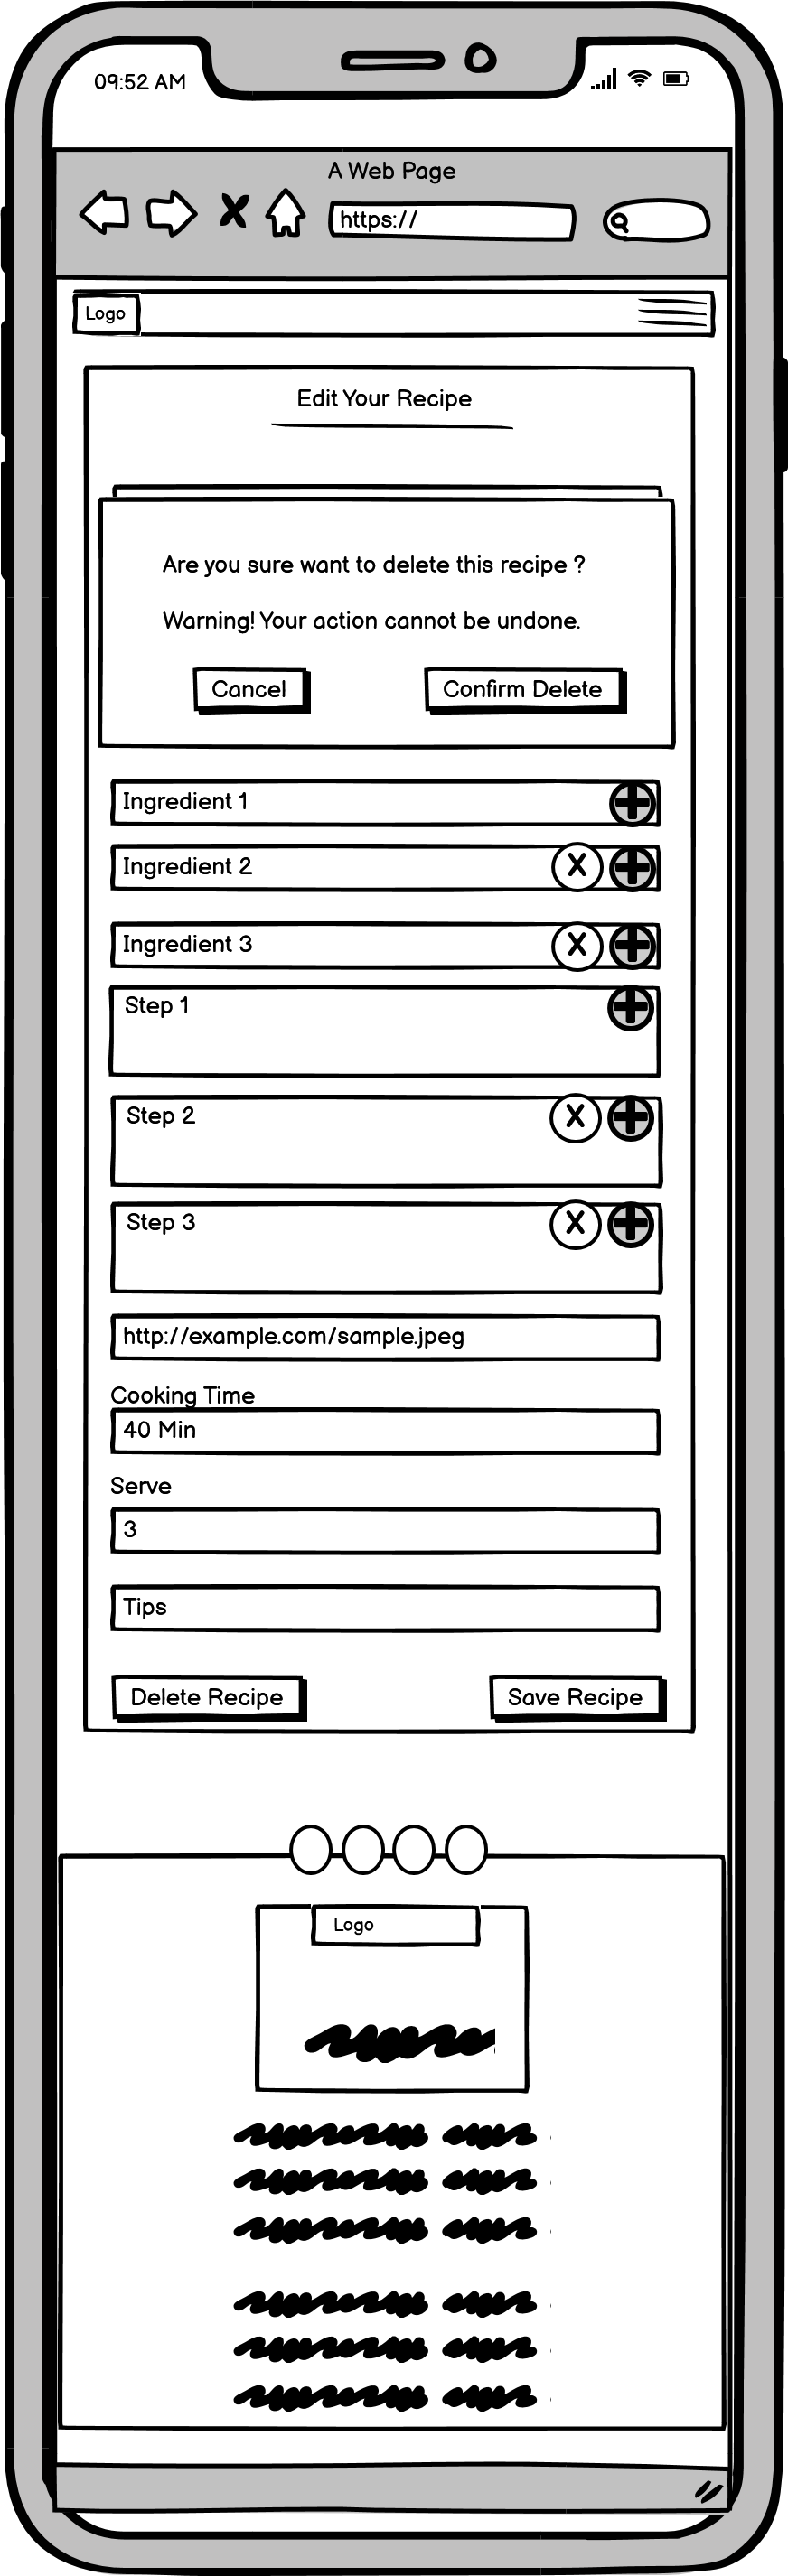 09:52 AM
A Web Page
https://
Logo
Edit Your Recipe
Are you sure want to delete this recipe ?
Warning! Your action cannot be undone.
Cancel Confirm Delete
Ingredient 1
Ingredient 2 X
Ingredient 3 X
Step 1
Step 2 X
Step 3 X
http://example.com/sample.jpeg
Cooking Time
40 Min
Serve
3
Tips
Delete Recipe Save Recipe
Logo